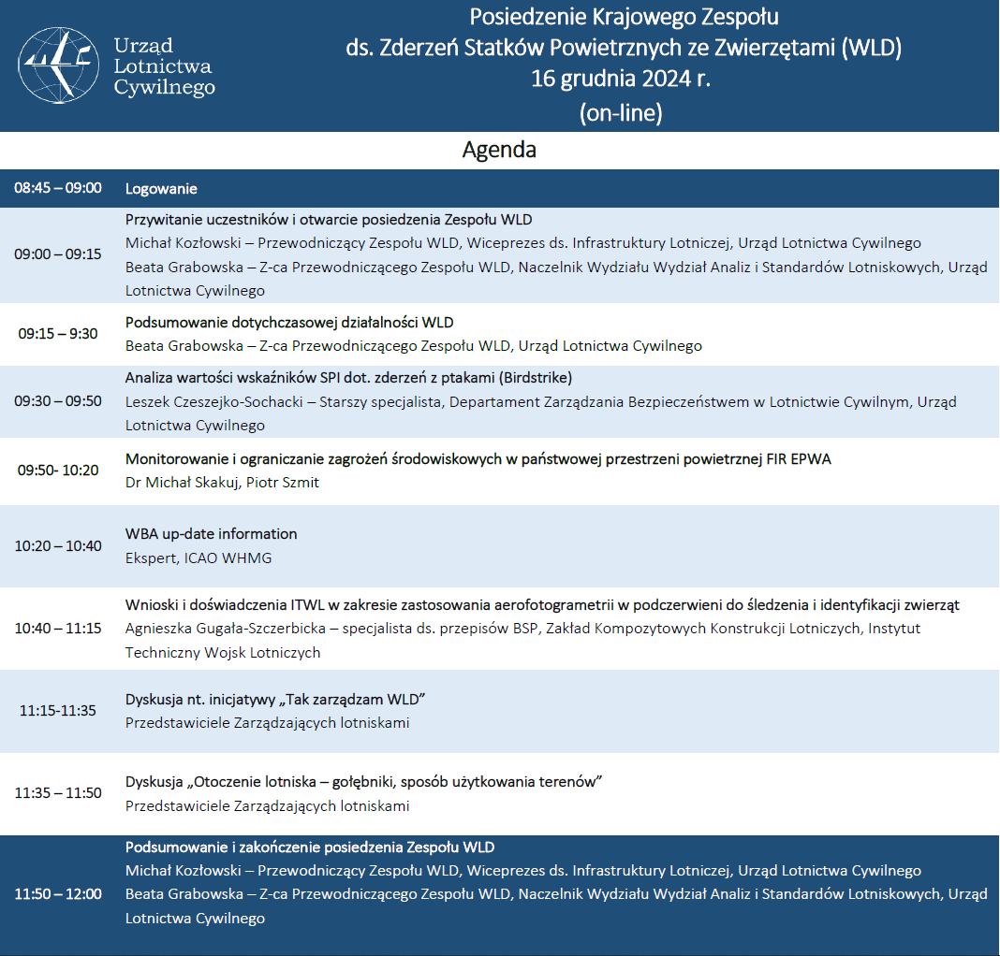 Urząd
Lotnictwa
Cywilnego
Posiedzenie Krajowego Zespołu
ds. Zderzeń Statków Powietrznych ze Zwierzętami (WLD)
16 grudnia 2024 r.
(on-line)
Agenda
08:45 – 09:00 Logowanie
Przywitanie uczestników i otwarcie posiedzenia Zespołu WLD
09:00 – 09:15
Michał Kozłowski – Przewodniczący Zespołu WLD, Wiceprezes ds. Infrastruktury Lotniczej, Urząd Lotnictwa Cywilnego
Beata Grabowska – Z-ca Przewodniczącego Zespołu WLD, Naczelnik Wydziału Wydział Analiz i Standardów Lotniskowych, Urząd
Lotnictwa Cywilnego
09:15 – 9:30
Podsumowanie dotychczasowej działalności WLD
Beata Grabowska – Z-ca Przewodniczącego Zespołu WLD, Urząd Lotnictwa Cywilnego
09:30 – 09:50
Analiza wartości wskaźników SPI dot. zderzeń z ptakami (Birdstrike)
Leszek Czeszejko-Sochacki – Starszy specjalista, Departament Zarządzania Bezpieczeństwem w Lotnictwie Cywilnym, Urząd
Lotnictwa Cywilnego
09:50- 10:20
Monitorowanie i ograniczanie zagrożeń środowiskowych w państwowej przestrzeni powietrznej FIR EPWA
Dr Michał Skakuj, Piotr Szmit
10:20 – 10:40
WBA up-date information
Ekspert, ICAO WHMG
10:40 – 11:15
Wnioski i doświadczenia ITWL w zakresie zastosowania aerofotogrametrii w podczerwieni do śledzenia i identyfikacji zwierząt
Agnieszka Gugała-Szczerbicka – specjalista ds. przepisów BSP, Zakład Kompozytowych Konstrukcji Lotniczych, Instytut
Techniczny Wojsk Lotniczych
11:15-11:35
Dyskusja nt. inicjatywy „Tak zarządzam WLD”
Przedstawiciele Zarządzających lotniskami
11:35 – 11:50
Dyskusja „Otoczenie lotniska – gołębniki, sposób użytkowania terenów”
Przedstawiciele Zarządzających lotniskami
11:50 – 12:00
Podsumowanie i zakończenie posiedzenia Zespołu WLD
Michał Kozłowski – Przewodniczący Zespołu WLD, Wiceprezes ds. Infrastruktury Lotniczej, Urząd Lotnictwa Cywilnego
Beata Grabowska – Z-ca Przewodniczącego Zespołu WLD, Naczelnik Wydziału Wydział Analiz i Standardów Lotniskowych, Urząd
Lotnictwa Cywilnego